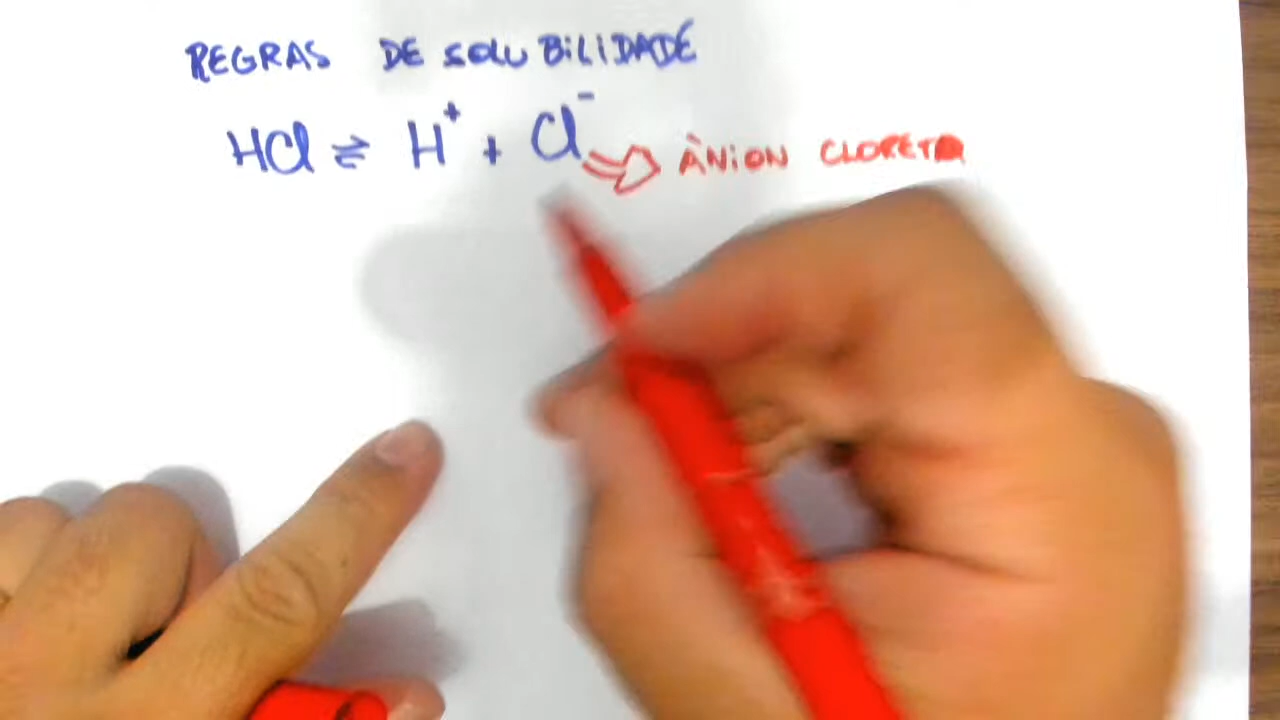 REGRAS DE SOLUBILIDADE
HCl ⇌ H⁺ + Cl⁻ ⇒ ÂNION CLORETO